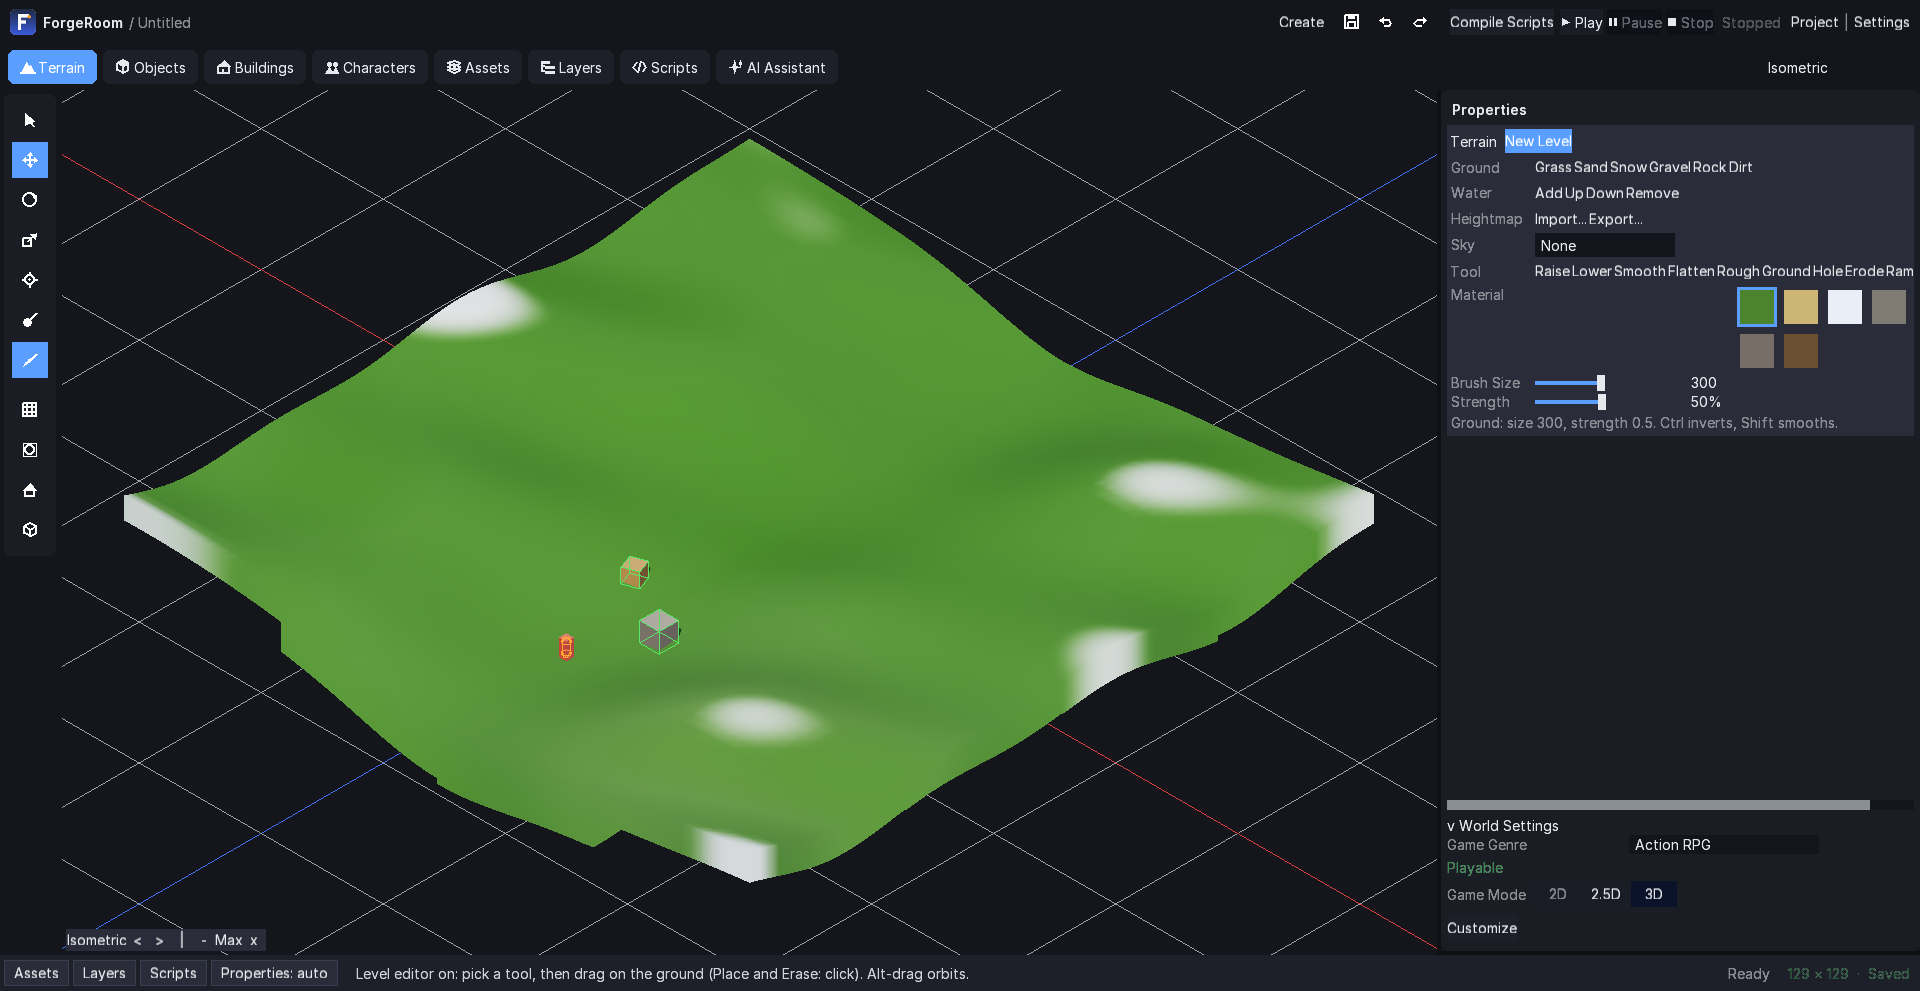 ForgeRoom / Untitled
Create Compile Scripts Play Pause Stop Stopped Project | Settings
Terrain Objects Buildings Characters Assets Layers Scripts AI Assistant Isometric
Properties
Terrain New Level
Ground Grass Sand Snow Gravel Rock Dirt
Water Add Up Down Remove
Heightmap Import... Export...
Sky None
Tool Raise Lower Smooth Flatten Rough Ground Hole Erode Ram
Material
Brush Size 300
Strength 50%
Ground: size 300, strength 0.5. Ctrl inverts, Shift smooths.
v World Settings
Game Genre Action RPG
Playable
Game Mode 2D 2.5D 3D
Customize
Isometric < > | - Max x
Assets Layers Scripts Properties: auto Level editor on: pick a tool, then drag on the ground (Place and Erase: click). Alt-drag orbits. Ready 129 × 129 · Saved